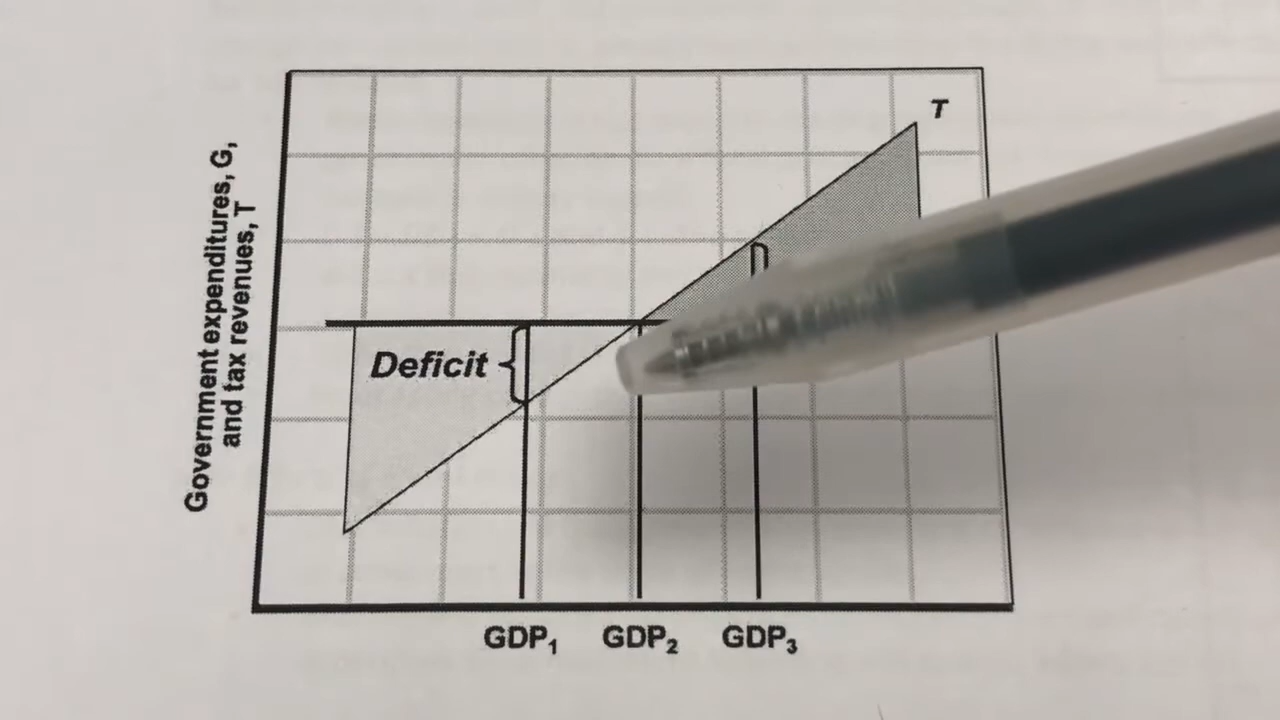 Government expenditures, G,
and tax revenues, T
T
Deficit
GDP₁ GDP₂ GDP₃